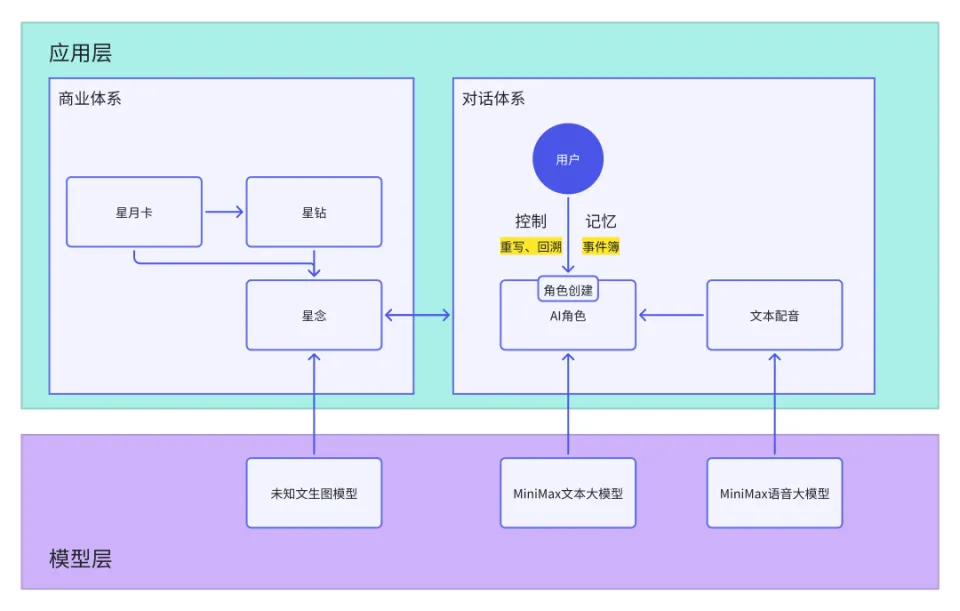 应用层
商业体系
星月卡
星钻
星念
对话体系
用户
控制
记忆
重写、回溯
事件簿
角色创建
AI角色
文本配音
未知文生图模型
MiniMax文本大模型
MiniMax语音大模型
模型层